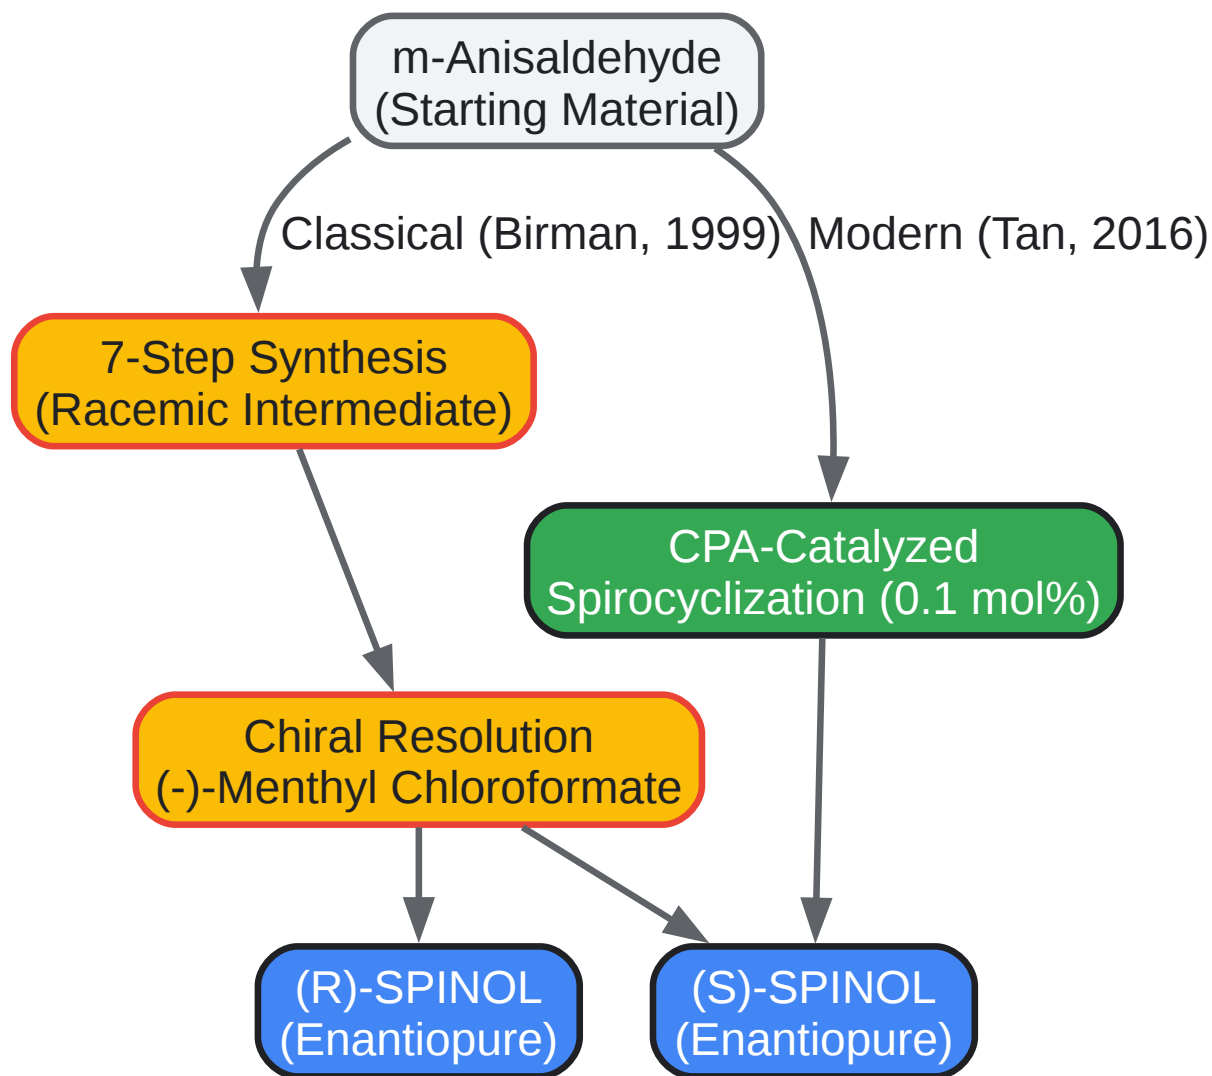 m-Anisaldehyde
(Starting Material)
Classical (Birman, 1999)
Modern (Tan, 2016)
7-Step Synthesis
(Racemic Intermediate)
CPA-Catalyzed
Spirocyclization (0.1 mol%)
Chiral Resolution
(-)-Menthyl Chloroformate
(R)-SPINOL
(Enantiopure)
(S)-SPINOL
(Enantiopure)